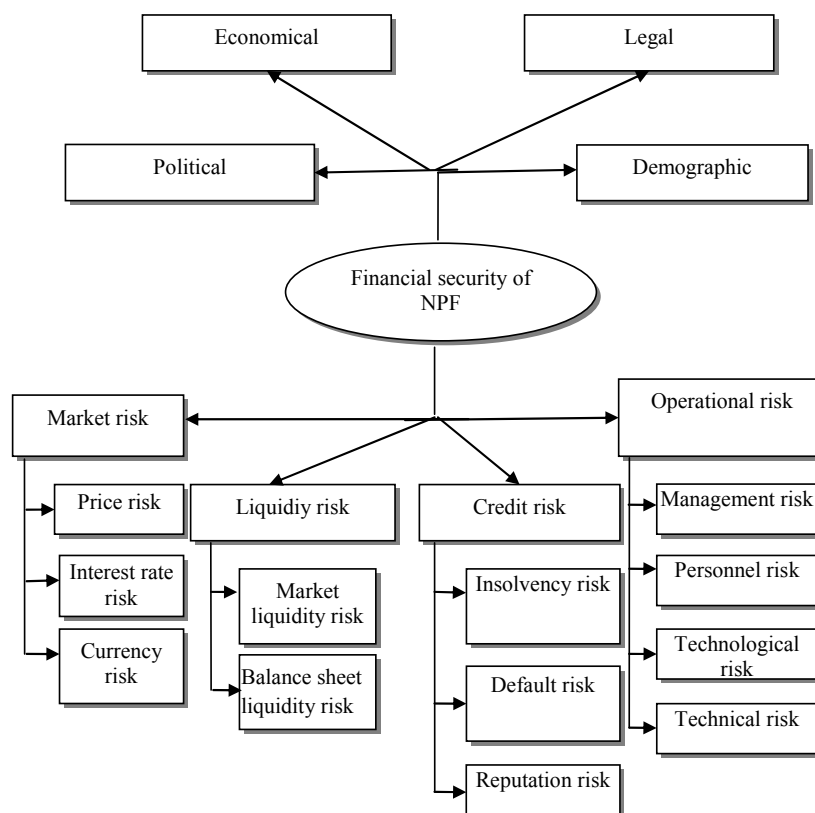 Economical
Legal
Political
Demographic
Financial security of
NPF
Market risk
Operational risk
Price risk
Liquidiy risk
Credit risk
Management risk
Interest rate
risk
Market
liquidity risk
Insolvency risk
Personnel risk
Currency
risk
Balance sheet
liquidity risk
Default risk
Technological
risk
Technical risk
Reputation risk